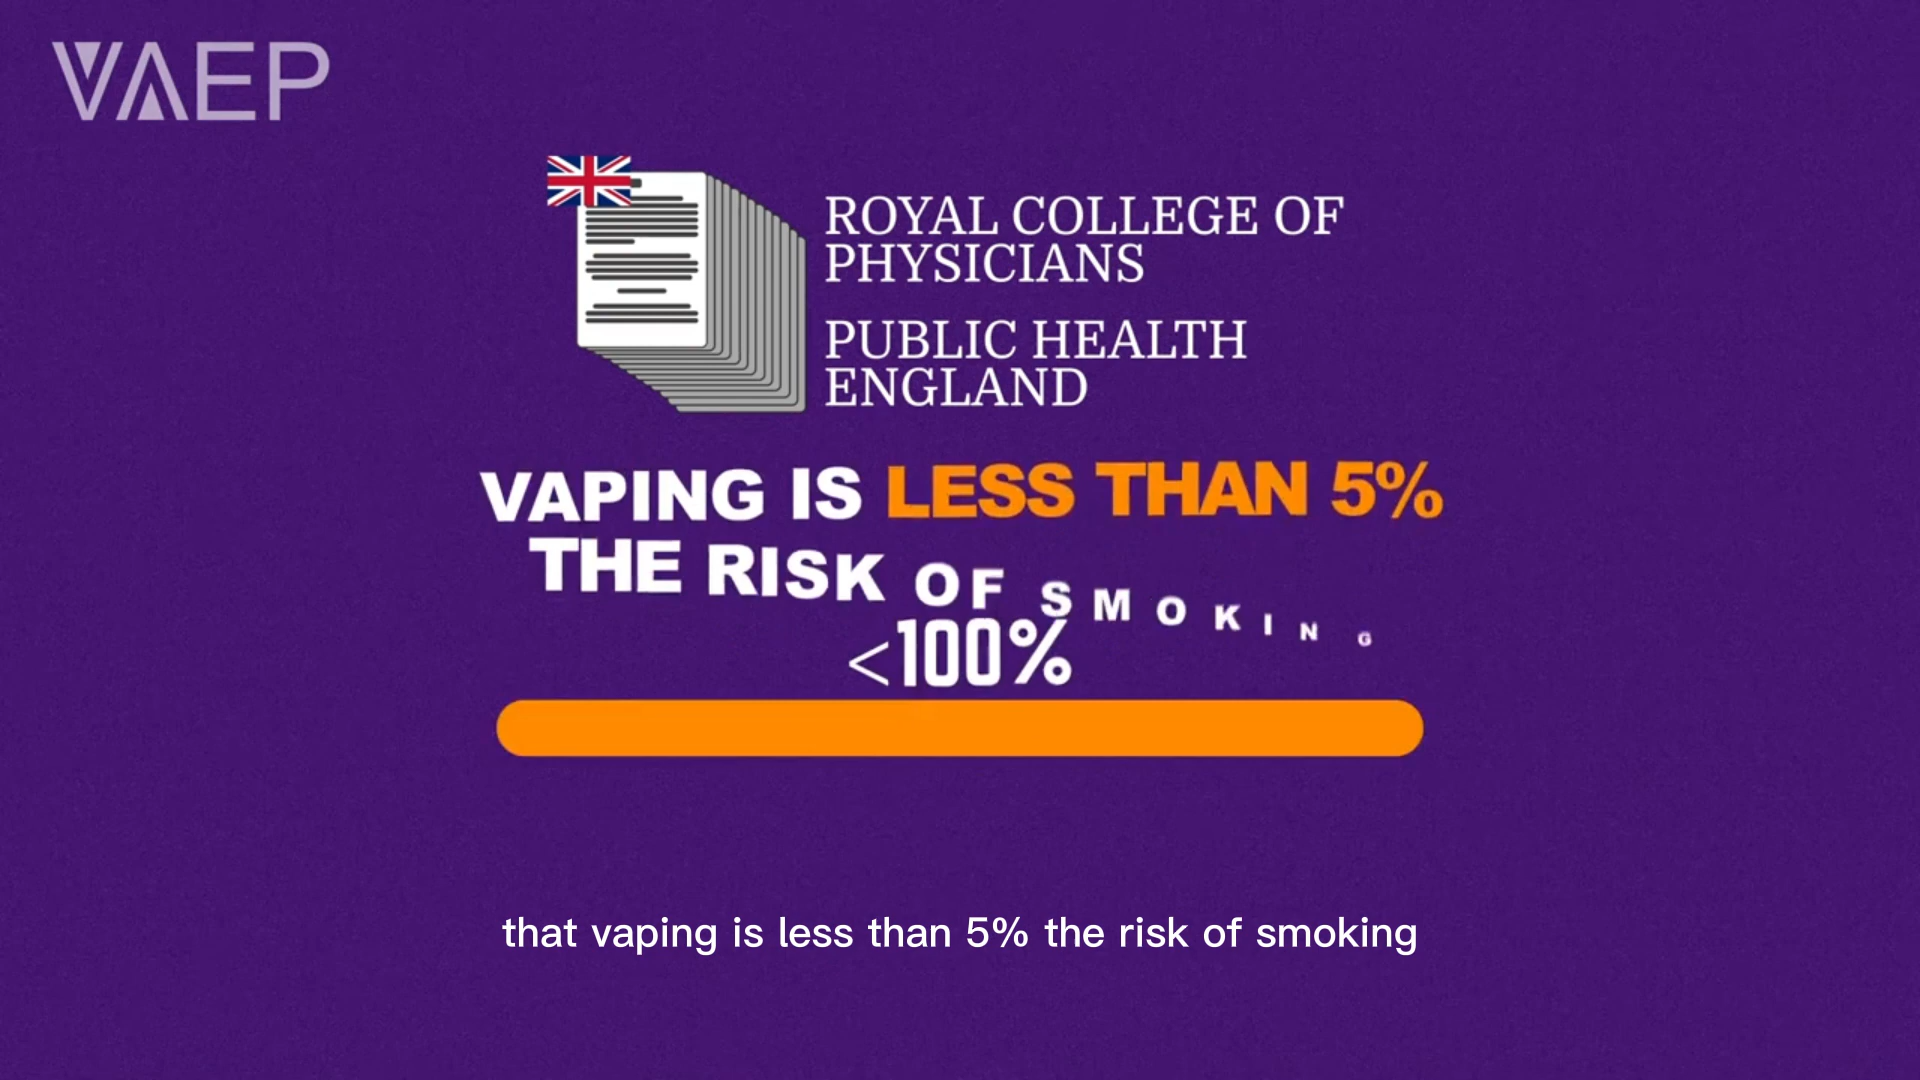 VAEP
ROYAL COLLEGE OF
PHYSICIANS
PUBLIC HEALTH
ENGLAND
VAPING IS LESS THAN 5%
THE RISK OF SMOKING
<100%
that vaping is less than 5% the risk of smoking